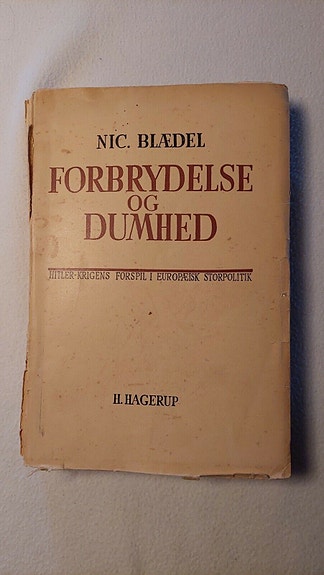 NIC. BLÆDEL
FORBRYDELSE
OG
DUMHED
HITLER-KRIGENS FORSPIL I EUROPÆISK STORPOLITIK
H. HAGERUP